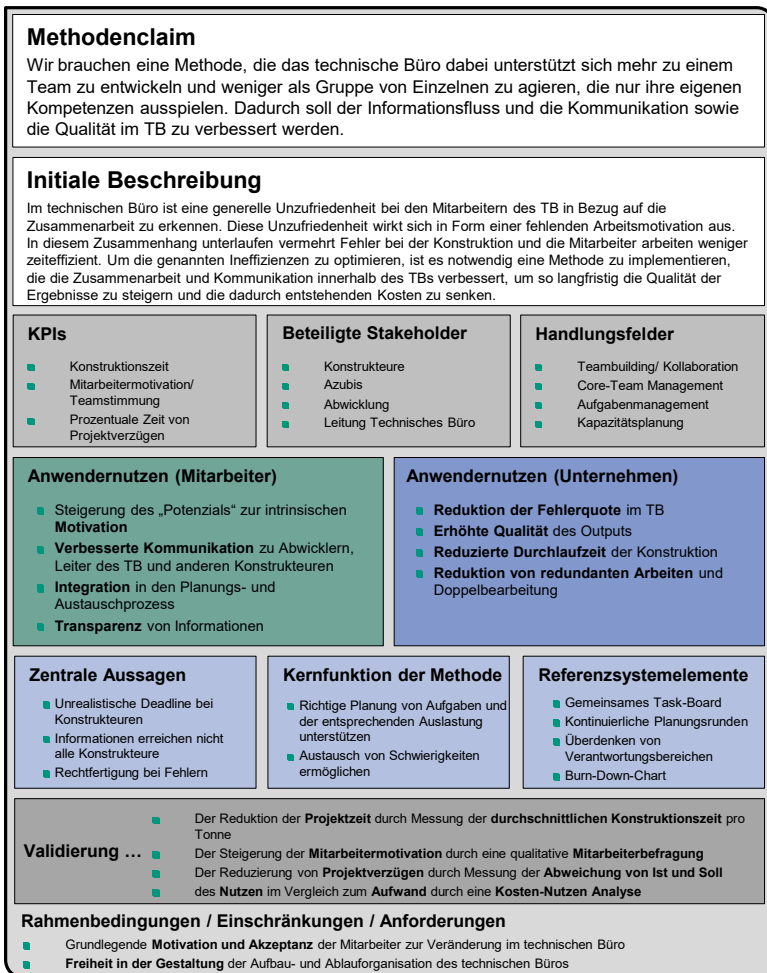 Methodenclaim
Wir brauchen eine Methode, die das technische Büro dabei unterstützt sich mehr zu einem
Team zu entwickeln und weniger als Gruppe von Einzelnen zu agieren, die nur ihre eigenen
Kompetenzen ausspielen. Dadurch soll der Informationsfluss und die Kommunikation sowie
die Qualität im TB zu verbessert werden.
Initiale Beschreibung
Im technischen Büro ist eine generelle Unzufriedenheit bei den Mitarbeitern des TB in Bezug auf die
Zusammenarbeit zu erkennen. Diese Unzufriedenheit wirkt sich in Form einer fehlenden Arbeitsmotivation aus.
In diesem Zusammenhang unterlaufen vermehrt Fehler bei der Konstruktion und die Mitarbeiter arbeiten weniger
zeiteffizient. Um die genannten Ineffizienzen zu optimieren, ist es notwendig eine Methode zu implementieren,
die die Zusammenarbeit und Kommunikation innerhalb des TBs verbessert, um so langfristig die Qualität der
Ergebnisse zu steigern und die dadurch entstehenden Kosten zu senken.
KPIs
Konstruktionszeit
Mitarbeitermotivation/
Teamstimmung
Prozentuale Zeit von
Projektverzügen
Beteiligte Stakeholder
Konstrukteure
Azubis
Abwicklung
Leitung Technisches Büro
Handlungsfelder
Teambuilding/ Kollaboration
Core-Team Management
Aufgabenmanagement
Kapazitätsplanung
Anwendernutzen (Mitarbeiter)
Steigerung des „Potenzials“ zur intrinsischen
Motivation
Verbesserte Kommunikation zu Abwicklern,
Leiter des TB und anderen Konstrukteuren
Integration in den Planungs- und
Austauschprozess
Transparenz von Informationen
Anwendernutzen (Unternehmen)
Reduktion der Fehlerquote im TB
Erhöhte Qualität des Outputs
Reduzierte Durchlaufzeit der Konstruktion
Reduktion von redundanten Arbeiten und
Doppelbearbeitung
Zentrale Aussagen
Unrealistische Deadline bei
Konstrukteuren
Informationen erreichen nicht
alle Konstrukteure
Rechtfertigung bei Fehlern
Kernfunktion der Methode
Richtige Planung von Aufgaben und
der entsprechenden Auslastung
unterstützen
Austausch von Schwierigkeiten
ermöglichen
Referenzsystemelemente
Gemeinsames Task-Board
Kontinuierliche Planungsrunden
Überdenken von
Verantwortungsbereichen
Burn-Down-Chart
Validierung …
Der Reduktion der Projektzeit durch Messung der durchschnittlichen Konstruktionszeit pro
Tonne
Der Steigerung der Mitarbeitermotivation durch eine qualitative Mitarbeiterbefragung
Der Reduzierung von Projektverzügen durch Messung der Abweichung von Ist und Soll
des Nutzen im Vergleich zum Aufwand durch eine Kosten-Nutzen Analyse
Rahmenbedingungen / Einschränkungen / Anforderungen
Grundlegende Motivation und Akzeptanz der Mitarbeiter zur Veränderung im technischen Büro
Freiheit in der Gestaltung der Aufbau- und Ablauforganisation des technischen Büros